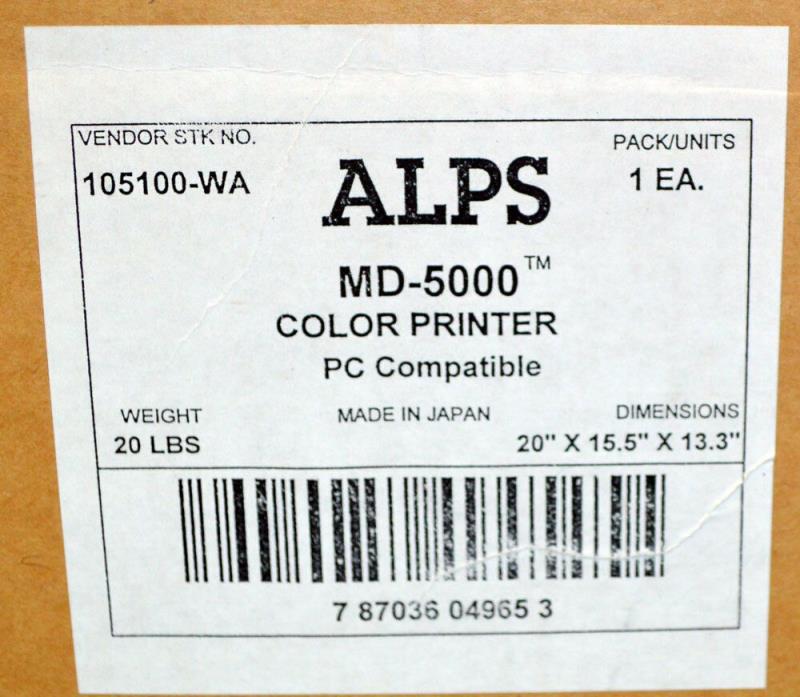 VENDOR STK NO.
PACK/UNITS
105100-WA
ALPS
1 EA.
MD-5000™
COLOR PRINTER
PC Compatible
WEIGHT
MADE IN JAPAN
DIMENSIONS
20 LBS
20" X 15.5" X 13.3"
7 87036 04965 3